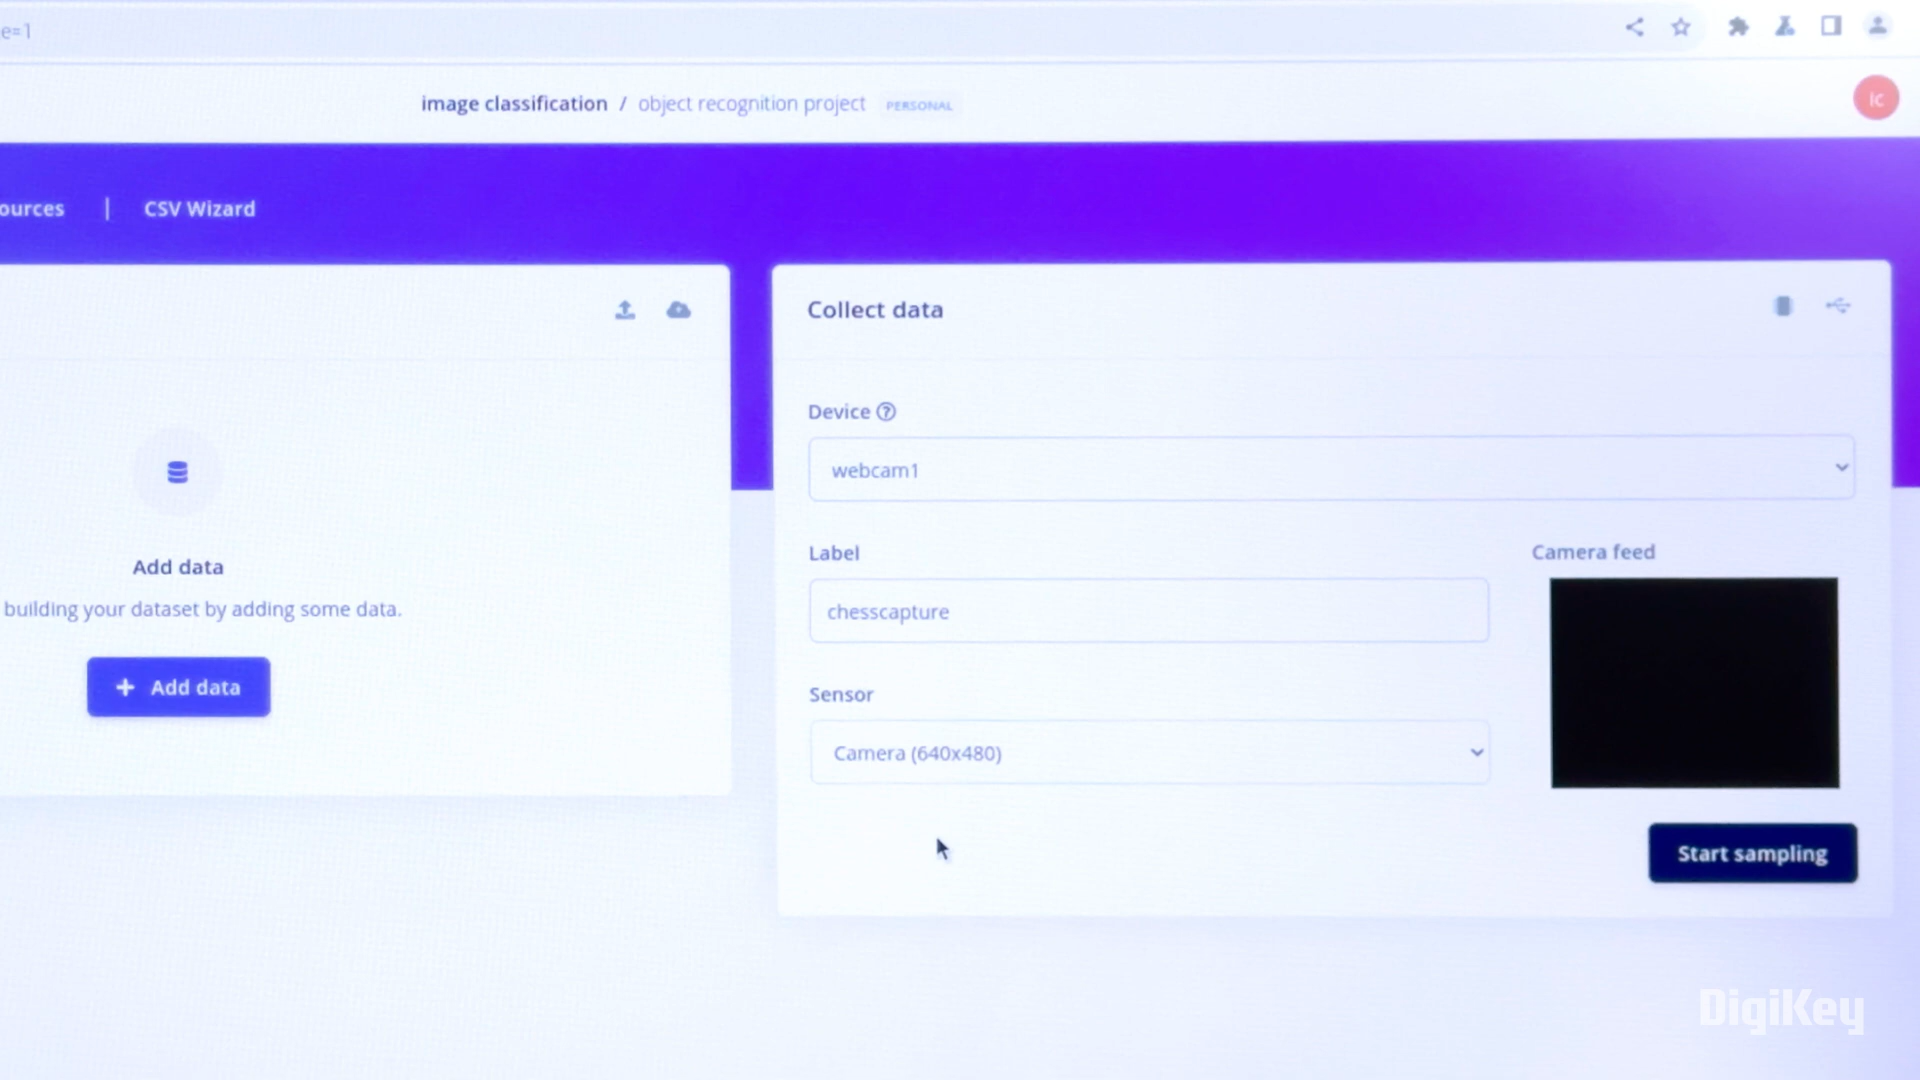 e=1
image classification / object recognition project PERSONAL
ic
ources | CSV Wizard
Collect data
Device
webcam1
Label
Camera feed
chesscapture
Add data
building your dataset by adding some data.
+ Add data
Sensor
Camera (640x480)
Start sampling
DigiKey